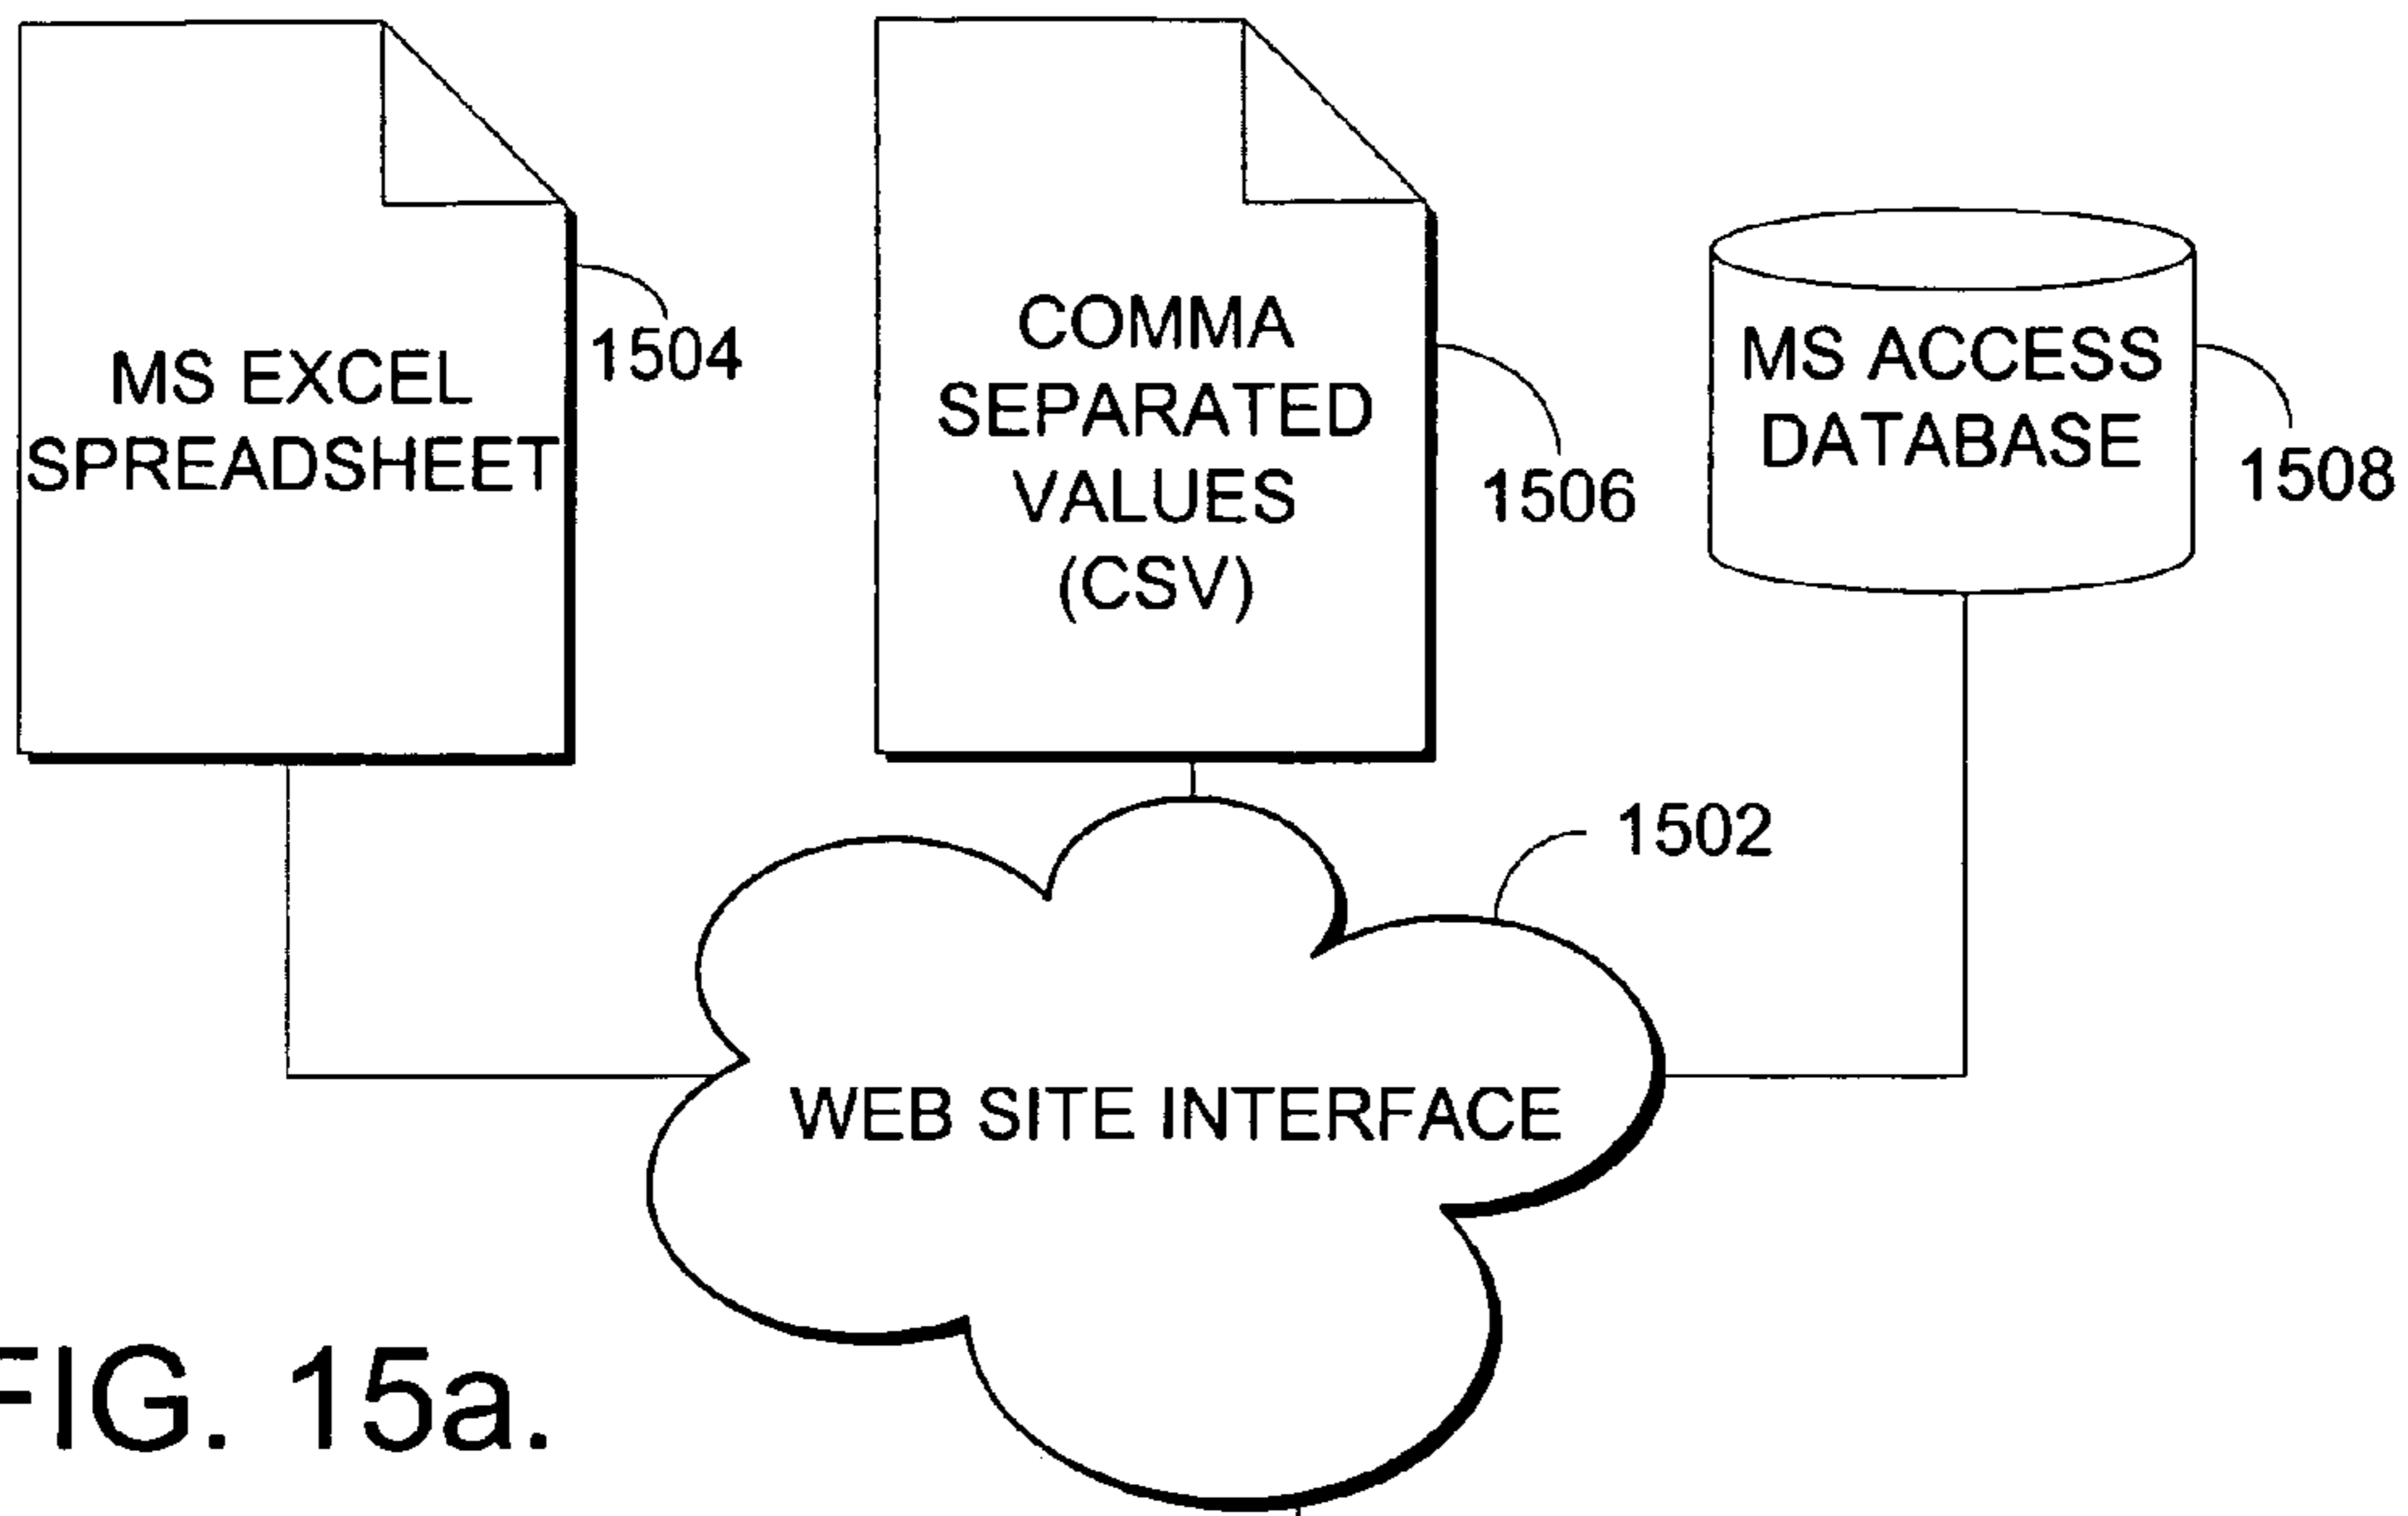 MS EXCEL
SPREADSHEET
1504
COMMA
SEPARATED
VALUES
(CSV)
1506
MS ACCESS
DATABASE
1508
1502
WEB SITE INTERFACE
FIG. 15a.